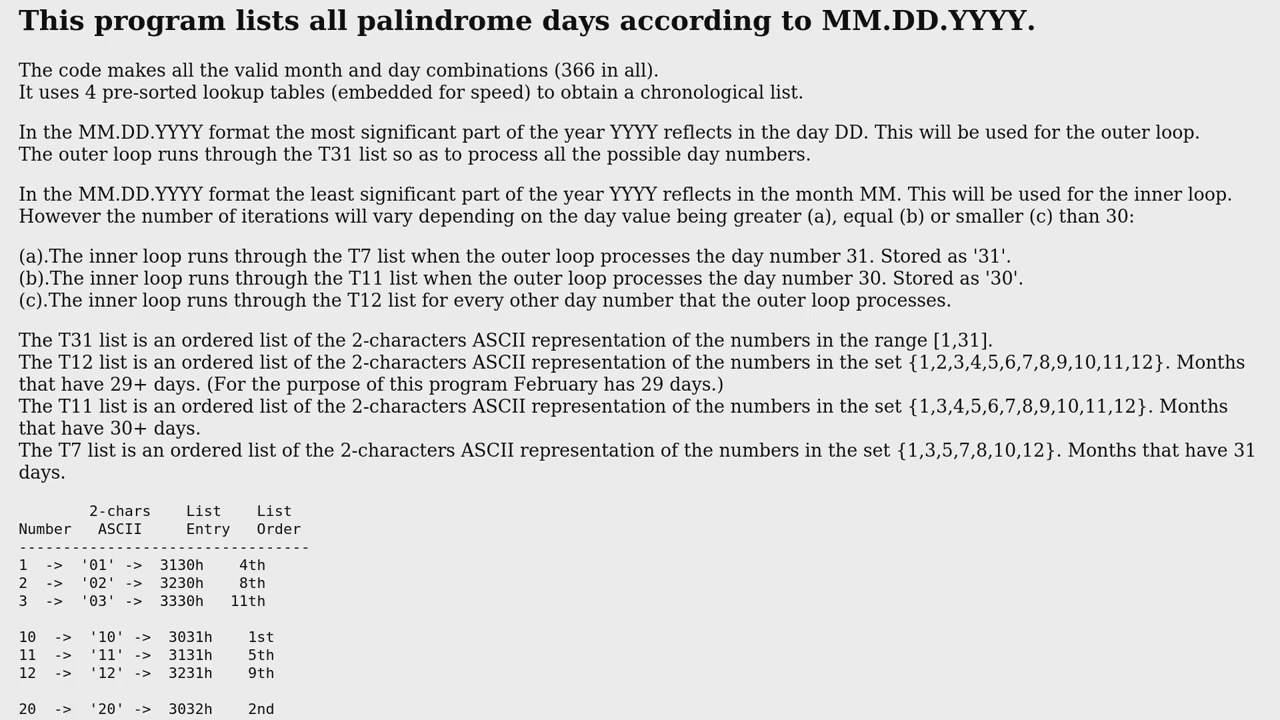 This program lists all palindrome days according to MM.DD.YYYY.
The code makes all the valid month and day combinations (366 in all).
It uses 4 pre-sorted lookup tables (embedded for speed) to obtain a chronological list.
In the MM.DD.YYYY format the most significant part of the year YYYY reflects in the day DD. This will be used for the outer loop.
The outer loop runs through the T31 list so as to process all the possible day numbers.
In the MM.DD.YYYY format the least significant part of the year YYYY reflects in the month MM. This will be used for the inner loop.
However the number of iterations will vary depending on the day value being greater (a), equal (b) or smaller (c) than 30:
(a).The inner loop runs through the T7 list when the outer loop processes the day number 31. Stored as '31'.
(b).The inner loop runs through the T11 list when the outer loop processes the day number 30. Stored as '30'.
(c).The inner loop runs through the T12 list for every other day number that the outer loop processes.
The T31 list is an ordered list of the 2-characters ASCII representation of the numbers in the range [1,31].
The T12 list is an ordered list of the 2-characters ASCII representation of the numbers in the set {1,2,3,4,5,6,7,8,9,10,11,12}. Months
that have 29+ days. (For the purpose of this program February has 29 days.)
The T11 list is an ordered list of the 2-characters ASCII representation of the numbers in the set {1,3,4,5,6,7,8,9,10,11,12}. Months
that have 30+ days.
The T7 list is an ordered list of the 2-characters ASCII representation of the numbers in the set {1,3,5,7,8,10,12}. Months that have 31
days.
2-chars List List
Number ASCII Entry Order
---------------------------------
1 -> '01' -> 3130h 4th
2 -> '02' -> 3230h 8th
3 -> '03' -> 3330h 11th
10 -> '10' -> 3031h 1st
11 -> '11' -> 3131h 5th
12 -> '12' -> 3231h 9th
20 -> '20' -> 3032h 2nd